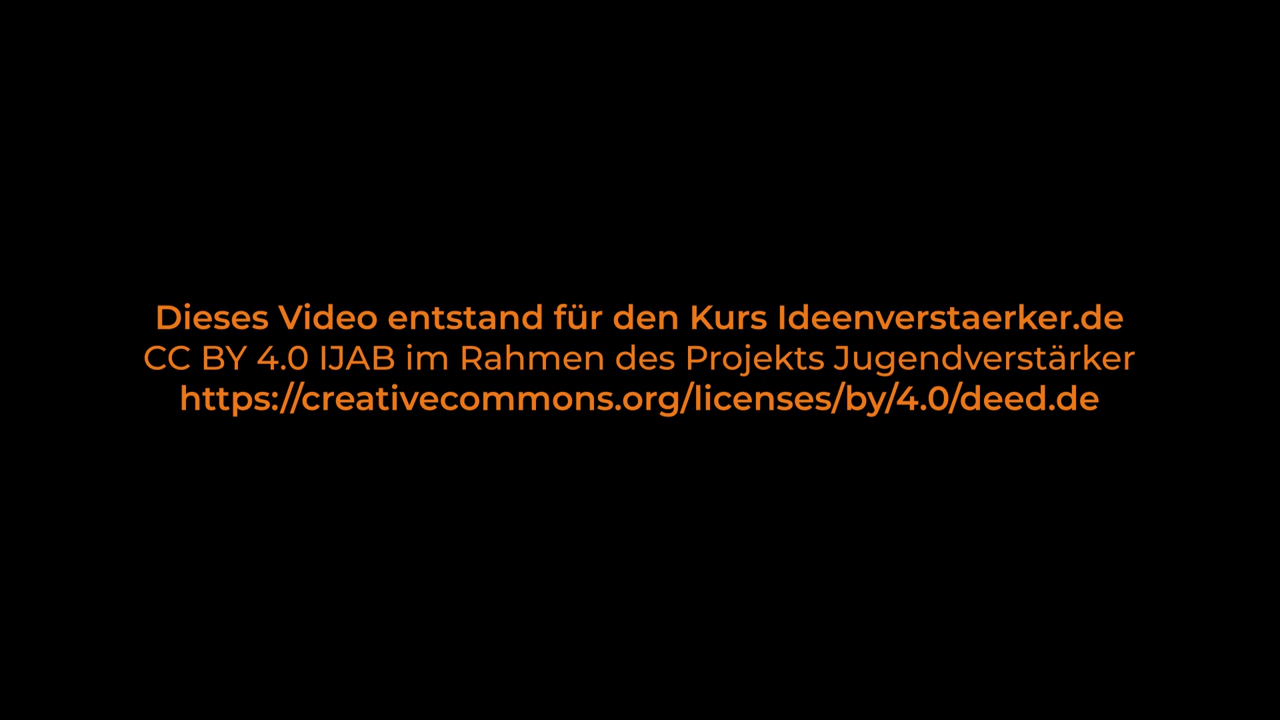 Dieses Video entstand für den Kurs Ideenverstaerker.de
CC BY 4.0 IJAB im Rahmen des Projekts Jugendverstärker
https://creativecommons.org/licenses/by/4.0/deed.de